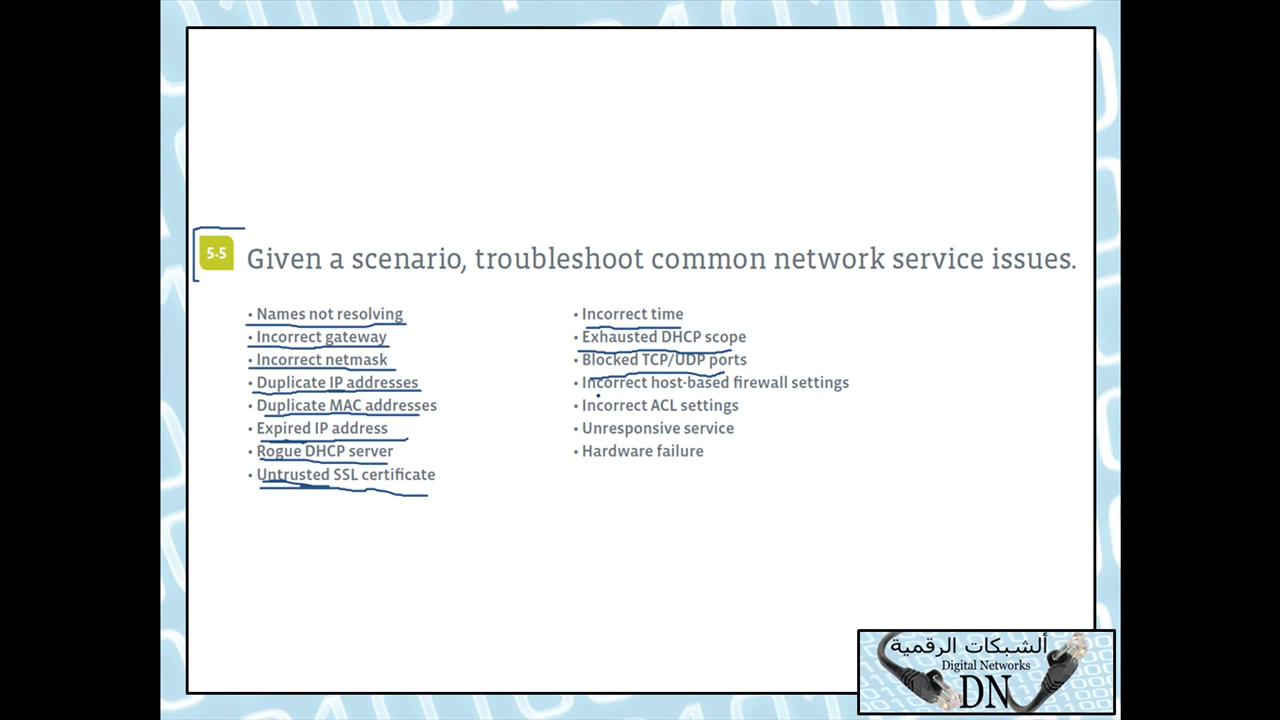 5.5 Given a scenario, troubleshoot common network service issues.
• Names not resolving
• Incorrect gateway
• Incorrect netmask
• Duplicate IP addresses
• Duplicate MAC addresses
• Expired IP address
• Rogue DHCP server
• Untrusted SSL certificate
• Incorrect time
• Exhausted DHCP scope
• Blocked TCP/UDP ports
• Incorrect host-based firewall settings
• Incorrect ACL settings
• Unresponsive service
• Hardware failure
ألشبكات الرقمية
Digital Networks
DN